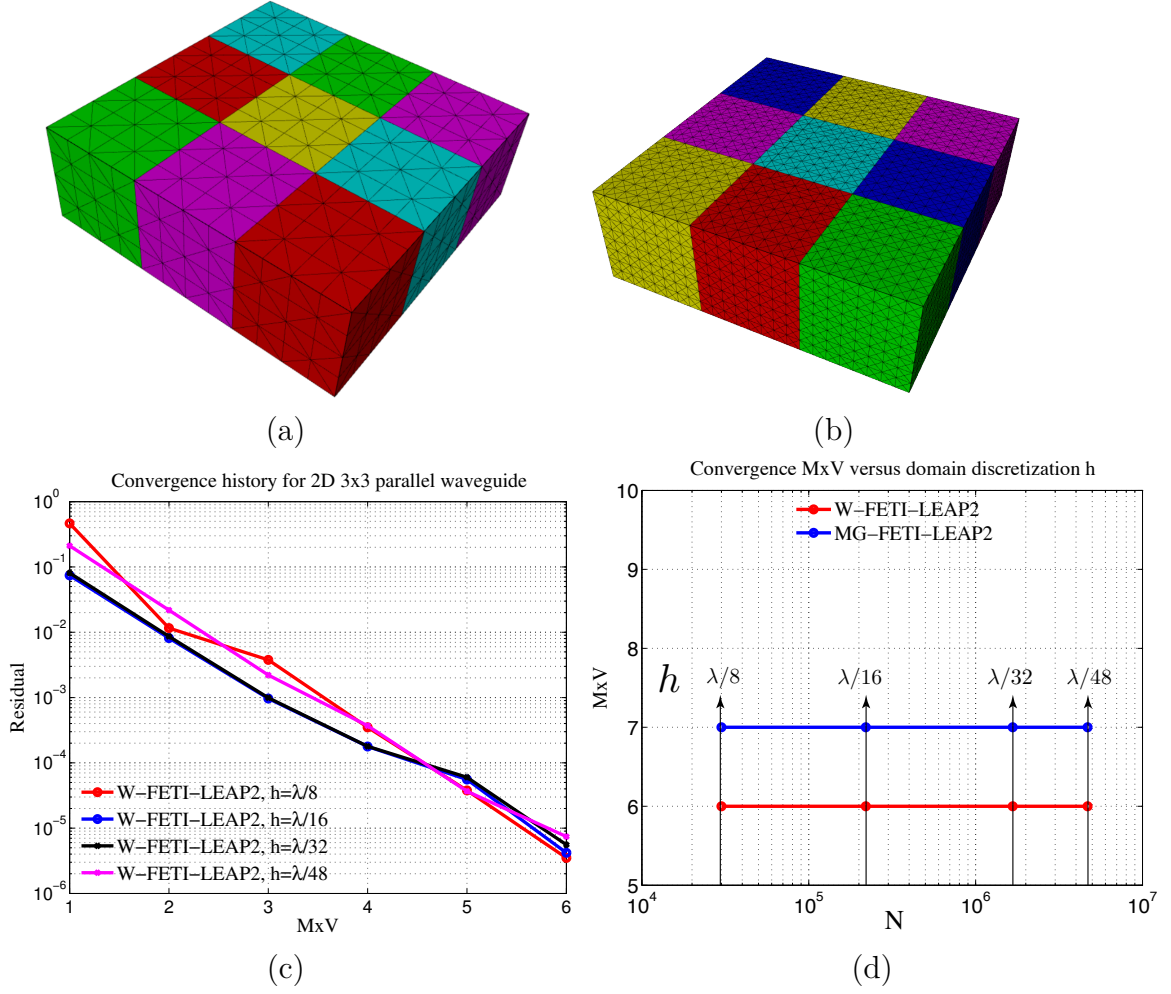 (a)
(b)
Convergence history for 2D 3x3 parallel waveguide
10^0
10^-1
10^-2
10^-3
10^-4
10^-5
10^-6
Residual
W-FETI-LEAP2, h=λ/8
W-FETI-LEAP2, h=λ/16
W-FETI-LEAP2, h=λ/32
W-FETI-LEAP2, h=λ/48
1 2 3 4 5 6
MxV
(c)
Convergence MxV versus domain discretization h
10
9
8
7
6
5
MxV
W-FETI-LEAP2
MG-FETI-LEAP2
h λ/8 λ/16 λ/32 λ/48
10^4 10^5 10^6 10^7
N
(d)